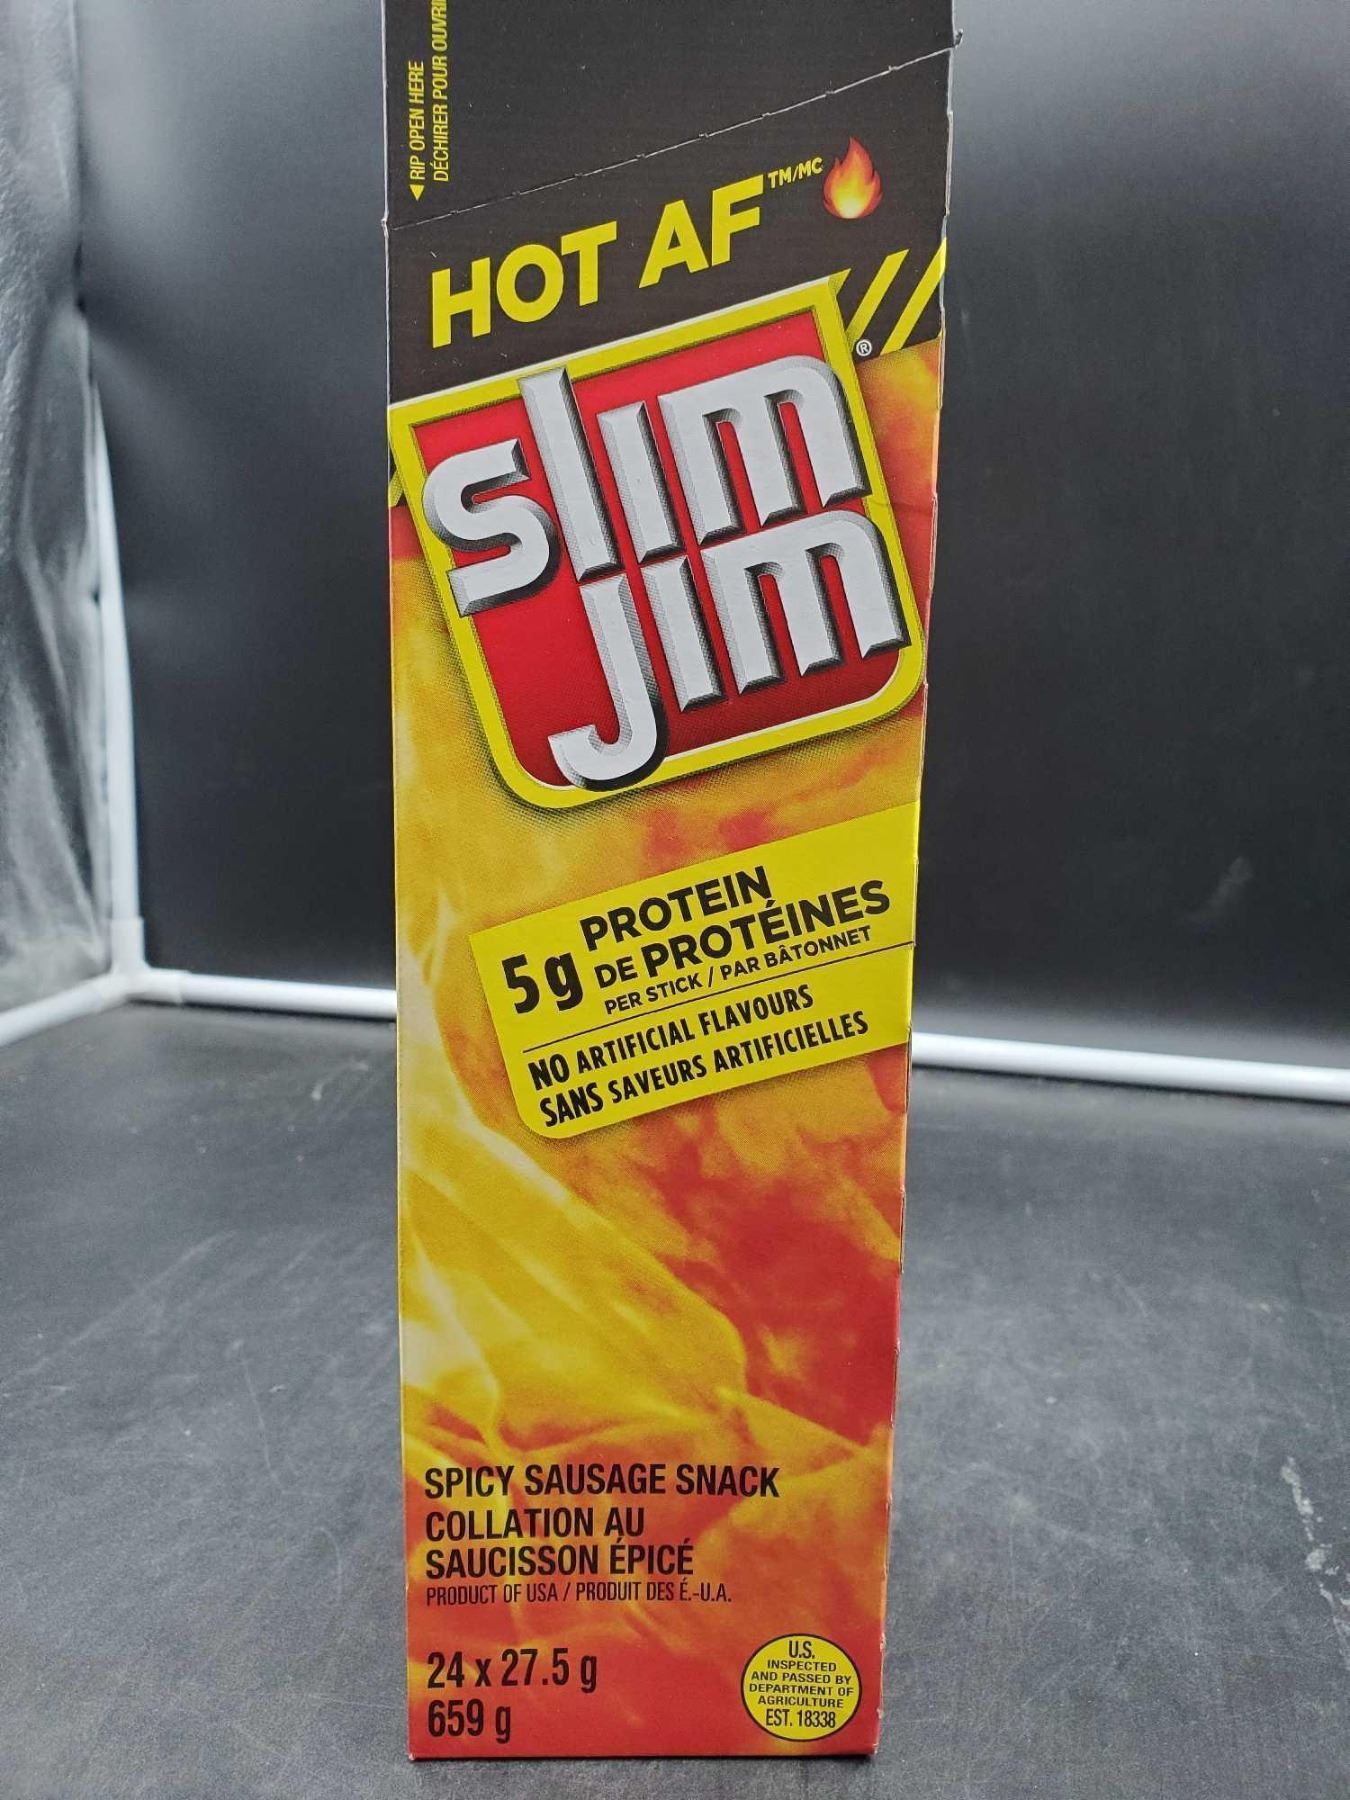 ◀ RIP OPEN HERE
DÉCHIRER POUR
HOT AF TM/MC
slim
jim ®
5g PROTEIN
DE PROTÉINES
PER STICK / PAR BÂTONNET
NO ARTIFICIAL FLAVOURS
SANS SAVEURS ARTIFICIELLES
SPICY SAUSAGE SNACK
COLLATION AU
SAUCISSON ÉPICÉ
PRODUCT OF USA / PRODUIT DES É.-U.A.
24 x 27.5 g
659 g
U.S.
INSPECTED
AND PASSED BY
DEPARTMENT OF
AGRICULTURE
EST. 18338